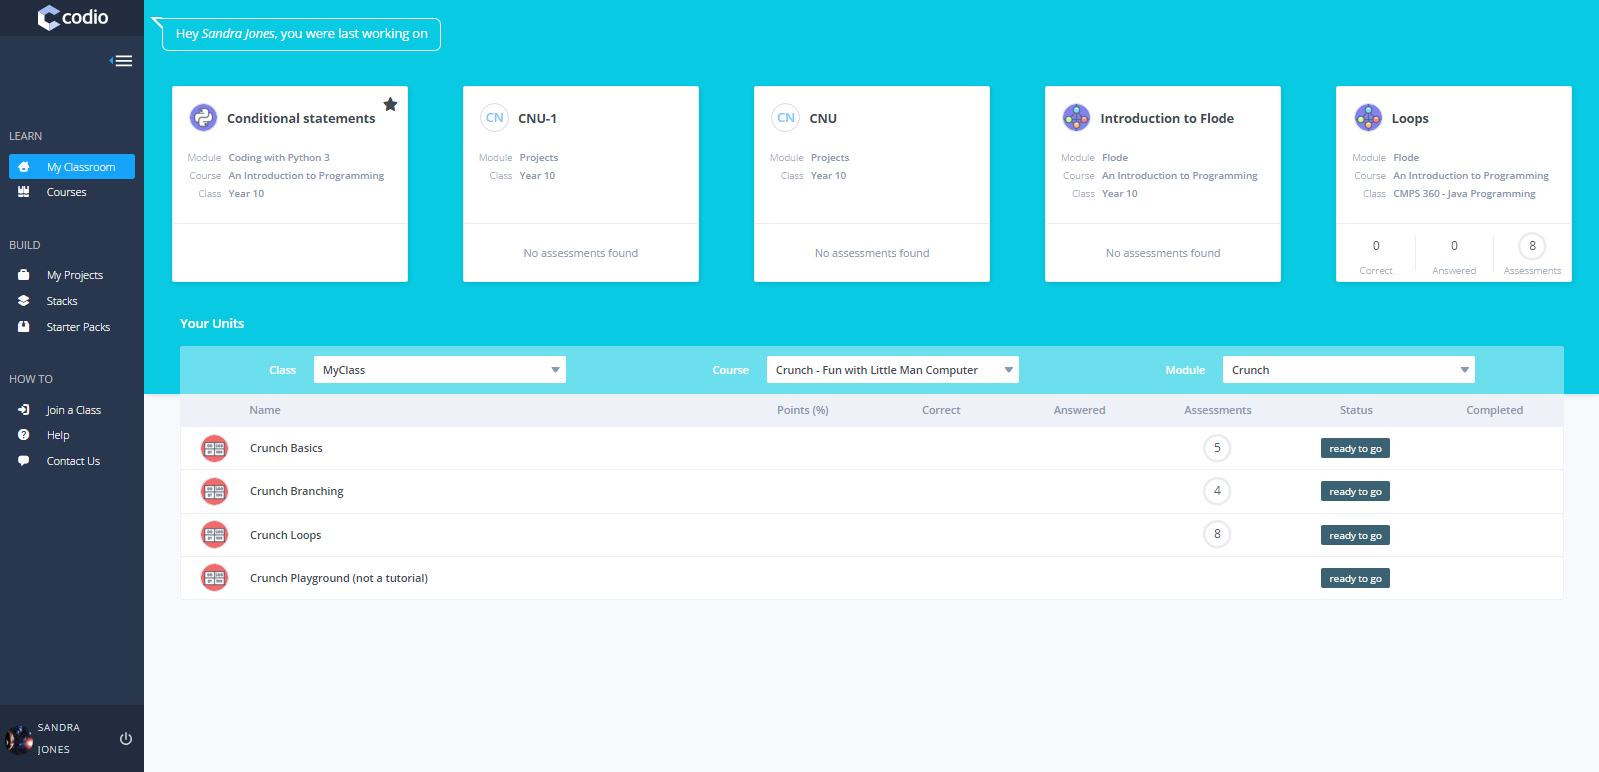 codio
Hey Sandra Jones, you were last working on
LEARN
My Classroom
Courses
BUILD
My Projects
Stacks
Starter Packs
HOW TO
Join a Class
Help
Contact Us
SANDRA
JONES
Conditional statements
Module Coding with Python 3
Course An Introduction to Programming
Class Year 10
CN CNU-1
Module Projects
Class Year 10
No assessments found
CN CNU
Module Projects
Class Year 10
No assessments found
Introduction to Flode
Module Flode
Course An Introduction to Programming
Class Year 10
No assessments found
Loops
Module Flode
Course An Introduction to Programming
Class CMPS 360 - Java Programming
0 0 8
Correct Answered Assessments
Your Units
Class MyClass Course Crunch - Fun with Little Man Computer Module Crunch
Name Points (%) Correct Answered Assessments Status Completed
Crunch Basics 5 ready to go
Crunch Branching 4 ready to go
Crunch Loops 8 ready to go
Crunch Playground (not a tutorial) ready to go